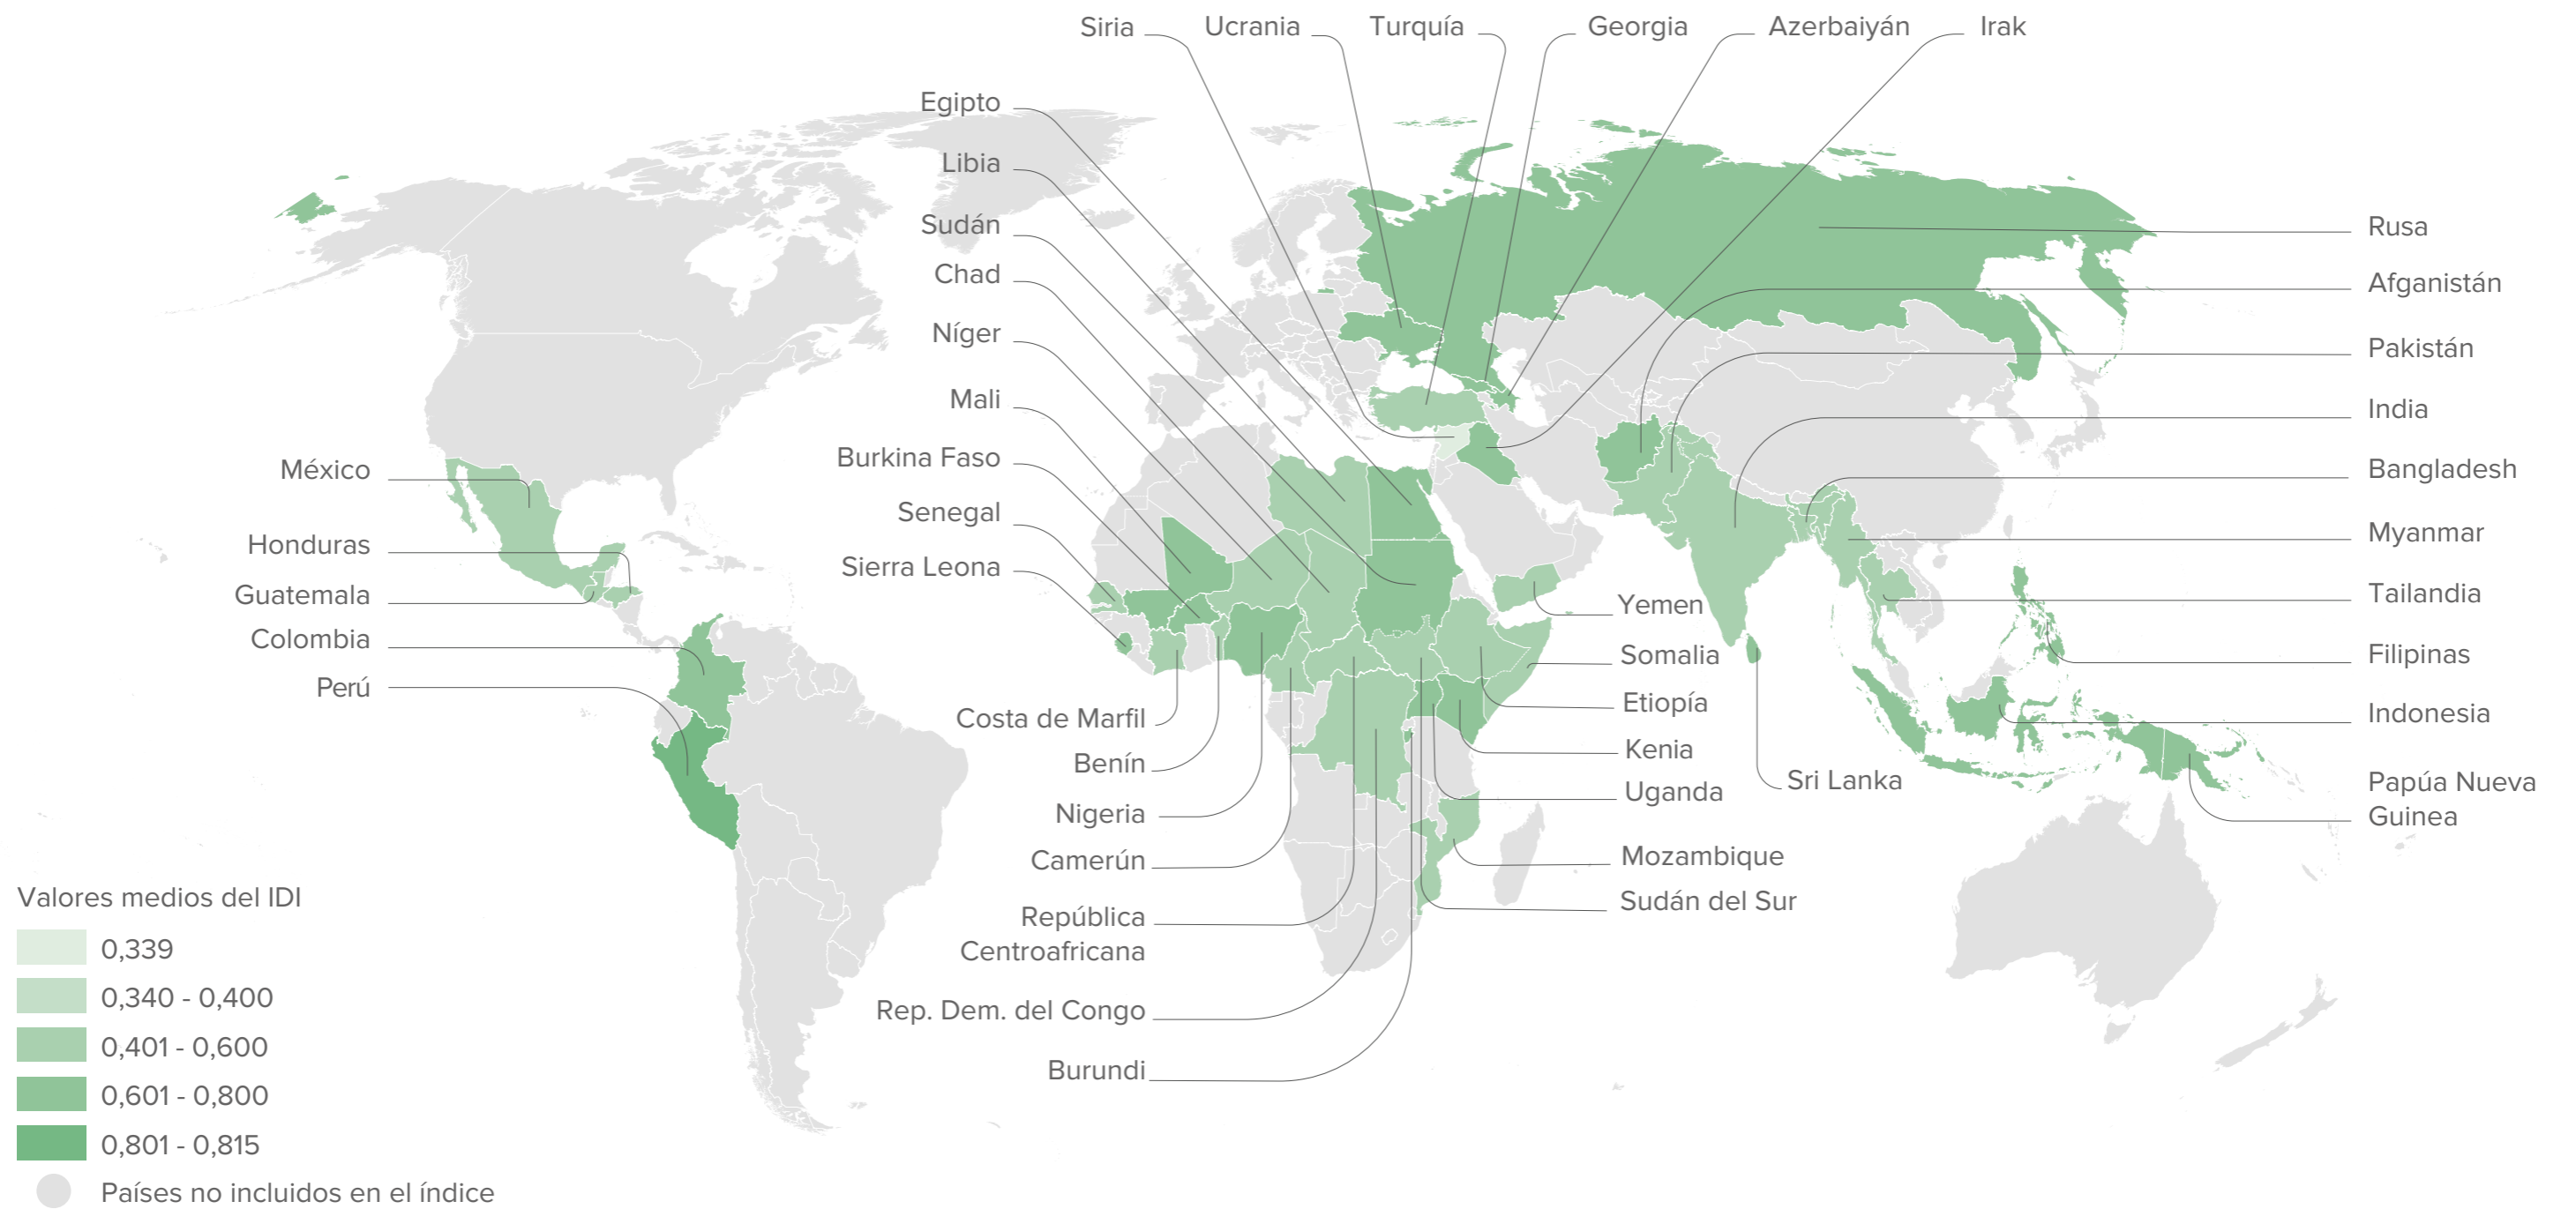 Siria
Ucrania
Turquía
Georgia
Azerbaiyán
Irak
Egipto
Libia
Sudán
Chad
Níger
Mali
Burkina Faso
Senegal
Sierra Leona
México
Honduras
Guatemala
Colombia
Perú
Rusa
Afganistán
Pakistán
India
Bangladesh
Myanmar
Tailandia
Filipinas
Indonesia
Papúa Nueva
Guinea
Yemen
Somalia
Etiopía
Kenia
Uganda
Sri Lanka
Mozambique
Sudán del Sur
Costa de Marfil
Benín
Nigeria
Camerún
República
Centroafricana
Rep. Dem. del Congo
Burundi
Valores medios del IDI
0,339
0,340 - 0,400
0,401 - 0,600
0,601 - 0,800
0,801 - 0,815
Países no incluidos en el índice